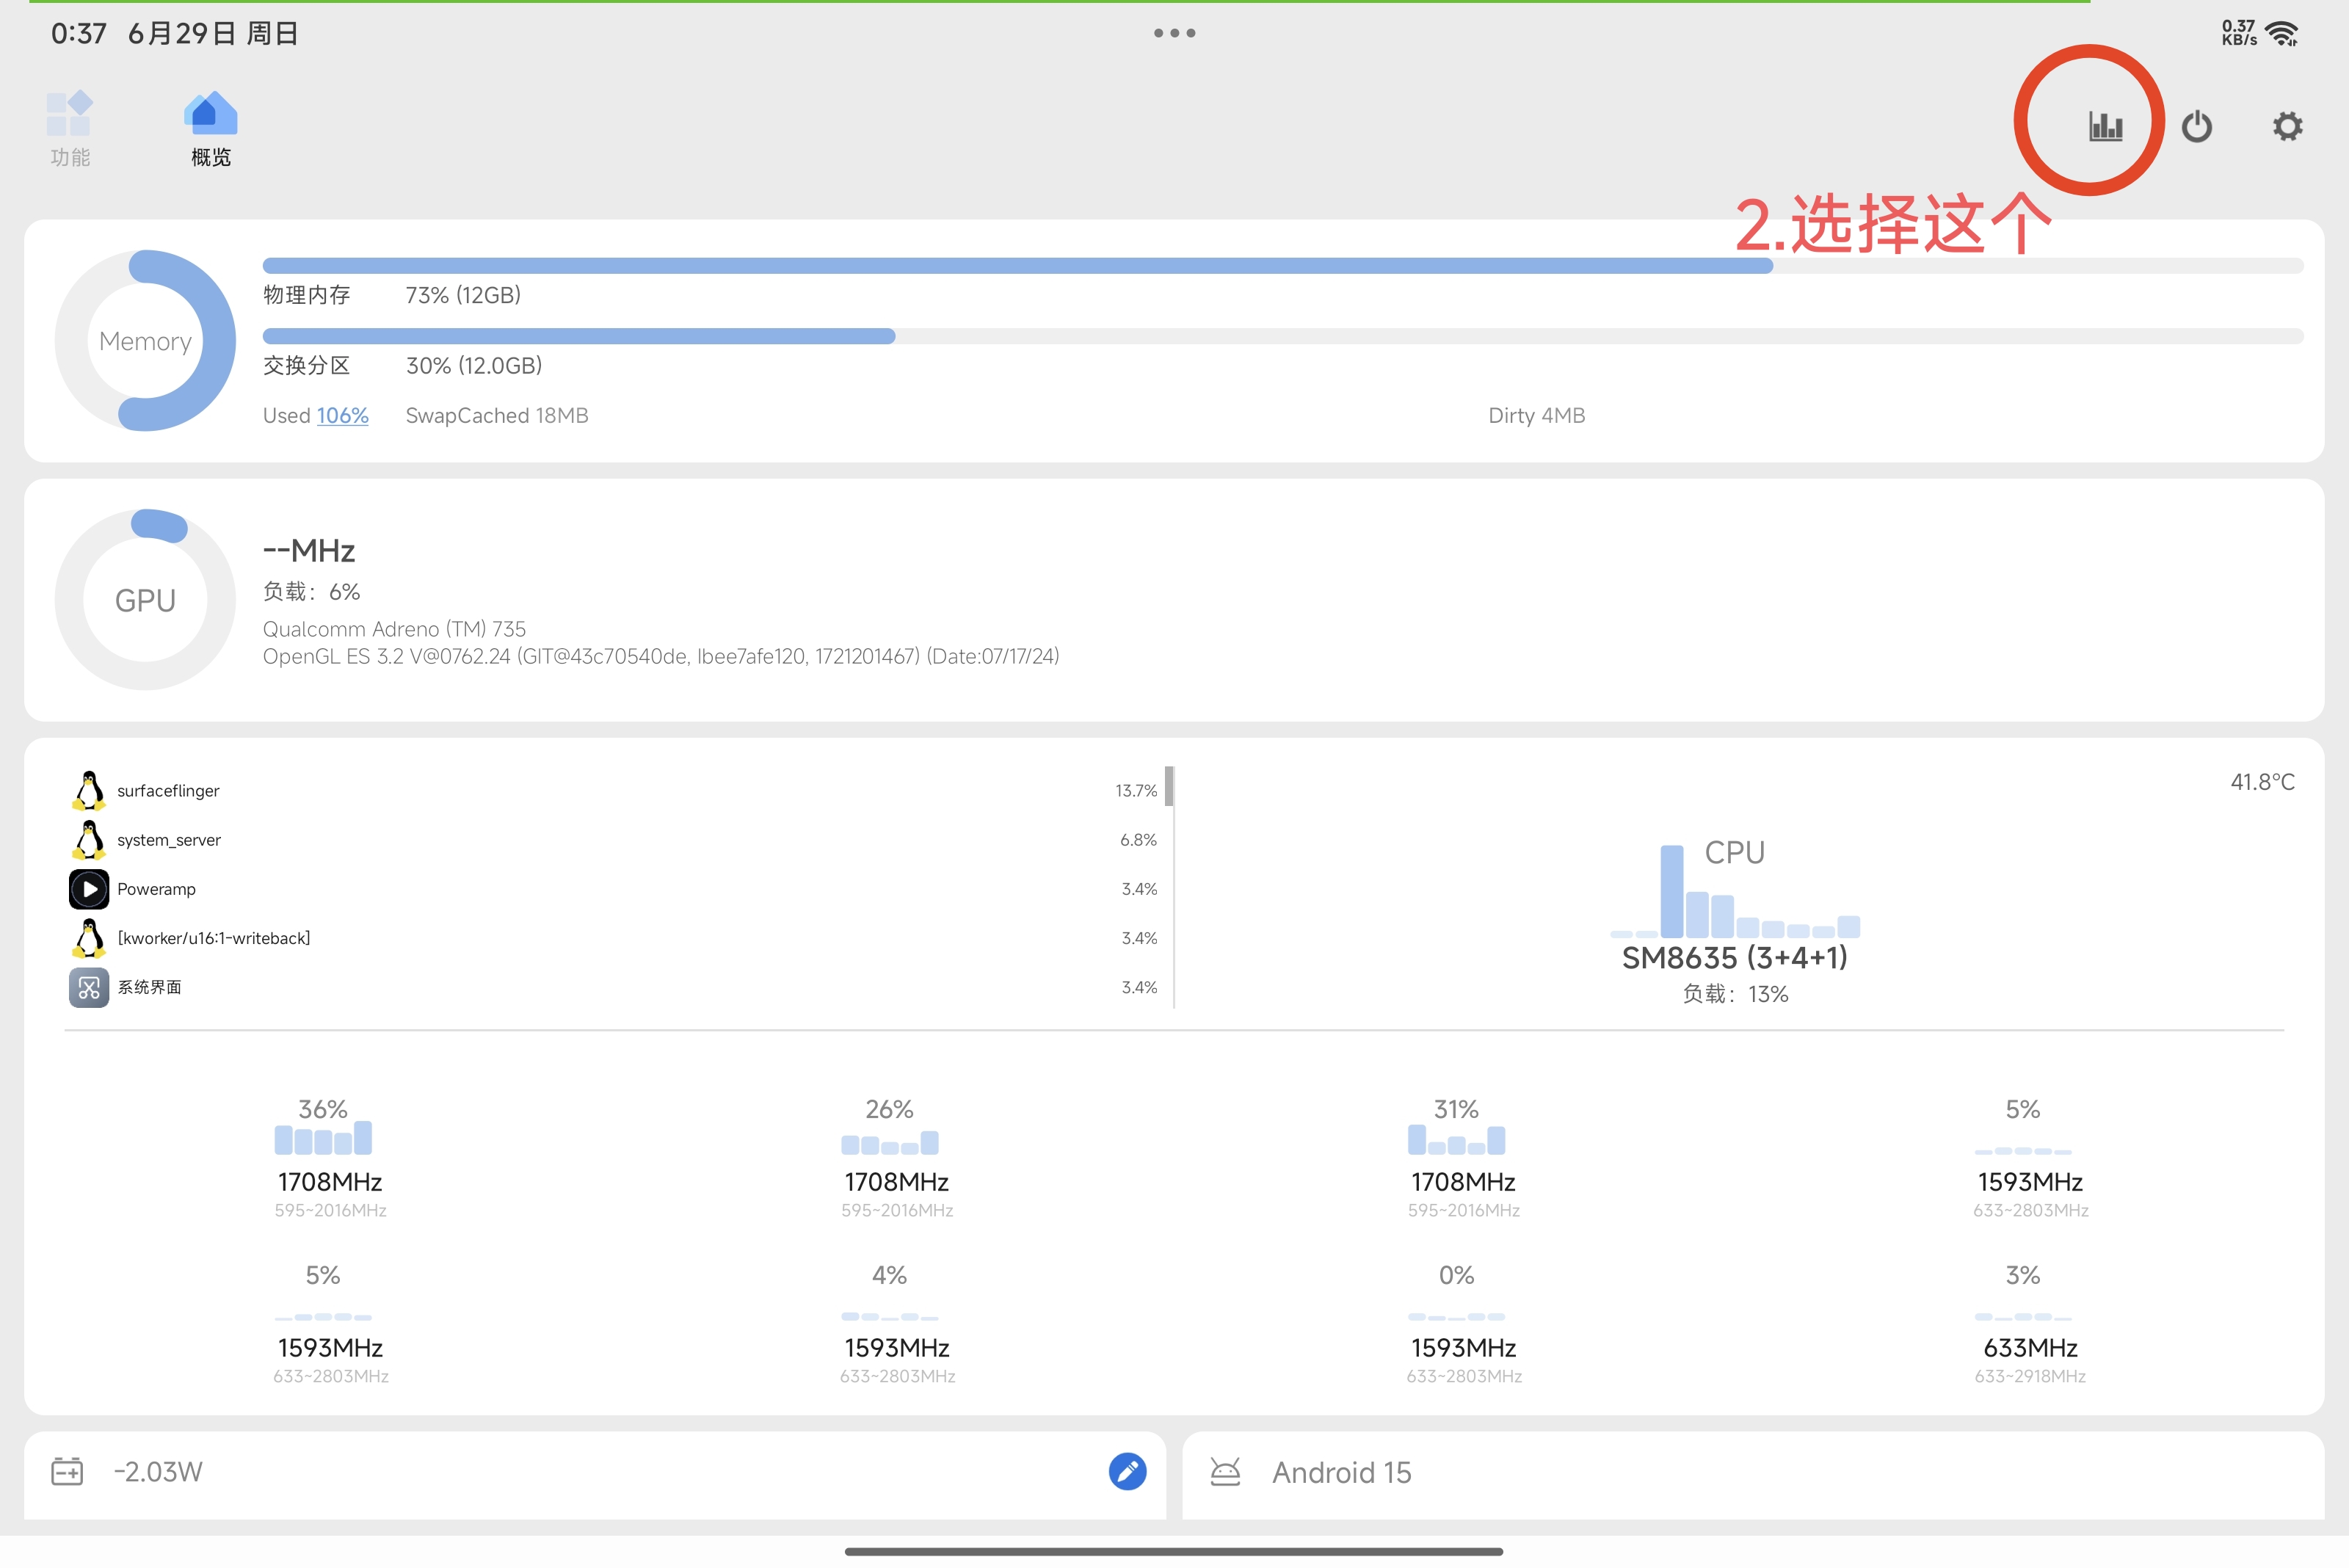 0:37 6月29日 周日
0.37
KB/s
功能
概览
2.选择这个
Memory
物理内存 73% (12GB)
交换分区 30% (12.0GB)
Used 106% SwapCached 18MB Dirty 4MB
GPU
--MHz
负载：6%
Qualcomm Adreno (TM) 735
OpenGL ES 3.2 V@0762.24 (GIT@43c70540de, Ibee7afe120, 1721201467) (Date:07/17/24)
surfaceflinger 13.7%
system_server 6.8%
Poweramp 3.4%
[kworker/u16:1-writeback] 3.4%
系统界面 3.4%
41.8°C
CPU
SM8635 (3+4+1)
负载：13%
36% 26% 31% 5%
1708MHz 1708MHz 1708MHz 1593MHz
595~2016MHz 595~2016MHz 595~2016MHz 633~2803MHz
5% 4% 0% 3%
1593MHz 1593MHz 1593MHz 633MHz
633~2803MHz 633~2803MHz 633~2803MHz 633~2918MHz
-2.03W
Android 15